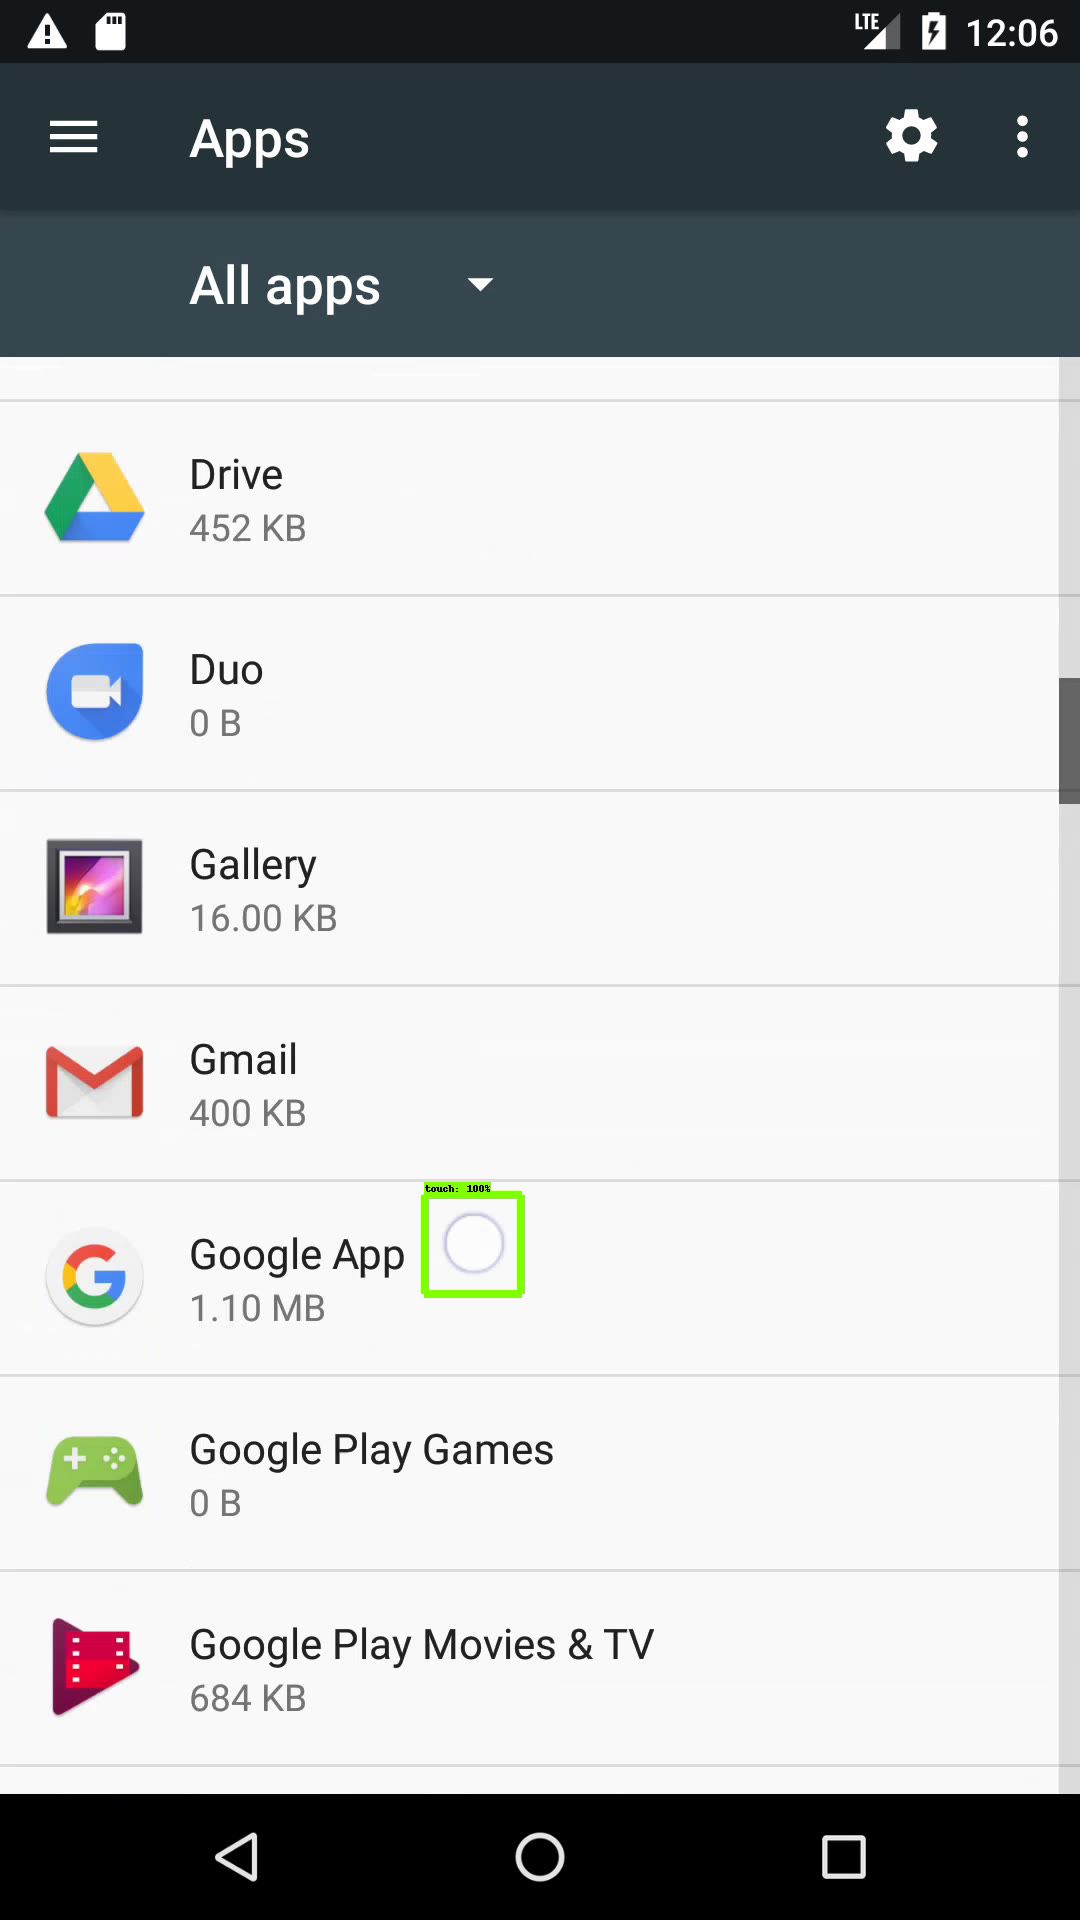 LTE 12:06
Apps
All apps
Drive
452 KB
Duo
0 B
Gallery
16.00 KB
Gmail
400 KB
touch: 100%
Google App
1.10 MB
Google Play Games
0 B
Google Play Movies & TV
684 KB